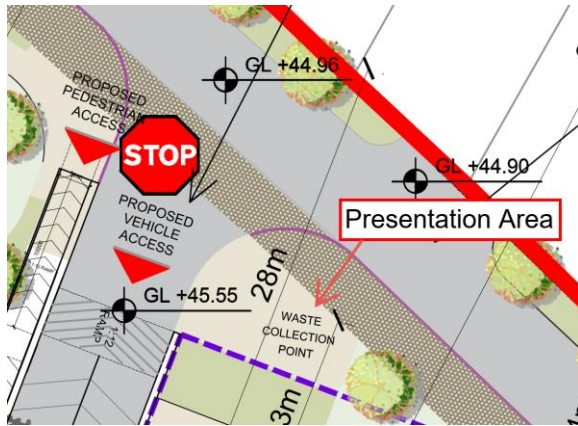 GL +44.96
PROPOSED
PEDESTRIAN
ACCESS
STOP
GL +44.90
PROPOSED
VEHICLE
ACCESS
Presentation Area
28m
GL +45.55
WASTE
COLLECTION
POINT
1:12
RAMP
3m